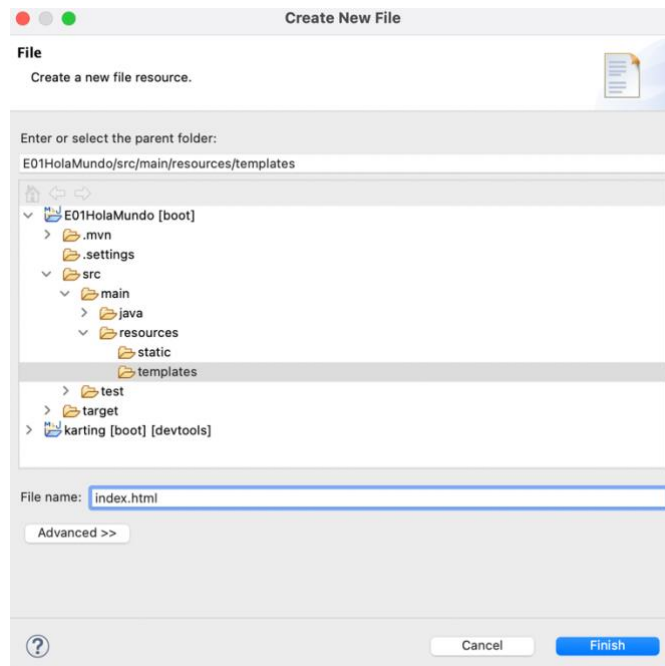 Create New File
File
Create a new file resource.
Enter or select the parent folder:
E01HolaMundo/src/main/resources/templates
E01HolaMundo [boot]
.mvn
.settings
src
main
java
resources
static
templates
test
target
karting [boot] [devtools]
File name: index.html
Advanced >>
? Cancel Finish